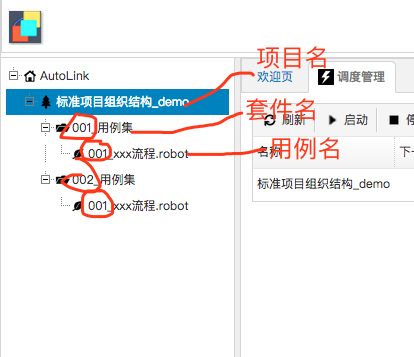 项目名
AutoLink
欢迎页
调度管理
标准项目组织结构_demo
套件名
001_用例集
刷新
启动
停
001_xxx流程.robot
用例名
名称
下一
002_用例集
标准项目组织结构_demo
001_xxx流程.robot